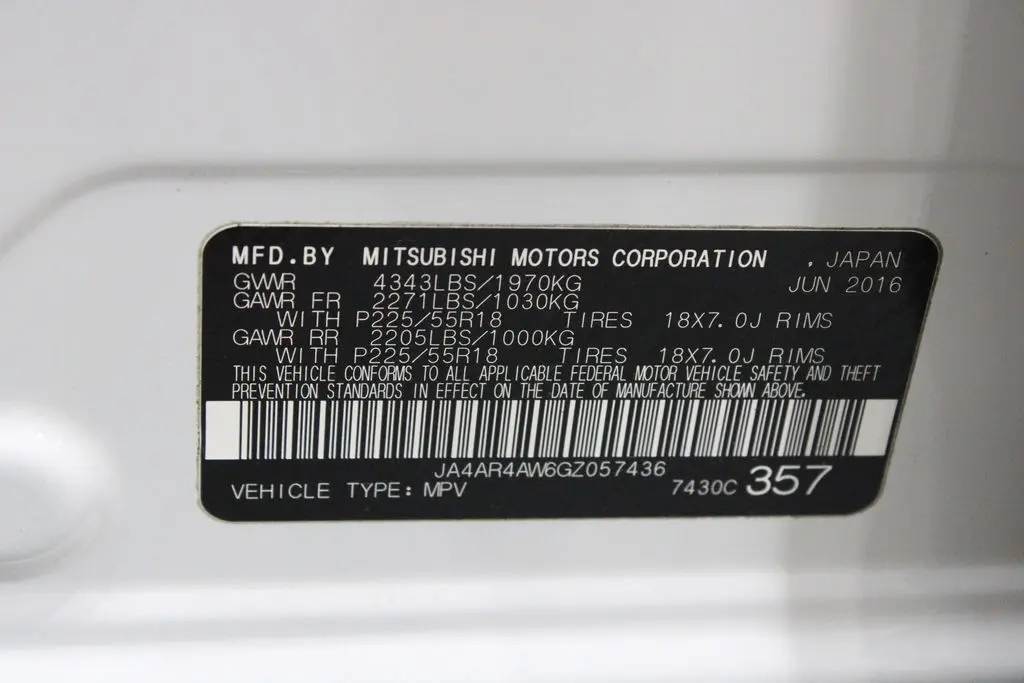 MFD.BY MITSUBISHI MOTORS CORPORATION , JAPAN
GVWR 4343LBS/1970KG JUN 2016
GAWR FR 2271LBS/1030KG
WITH P225/55R18 TIRES 18X7.0J RIMS
GAWR RR 2205LBS/1000KG
WITH P225/55R18 TIRES 18X7.0J RIMS
THIS VEHICLE CONFORMS TO ALL APPLICABLE FEDERAL MOTOR VEHICLE SAFETY AND THEFT
PREVENTION STANDARDS IN EFFECT ON THE DATE OF MANUFACTURE SHOWN ABOVE.
JA4AR4AW6GZ057436
VEHICLE TYPE: MPV 7430C 357